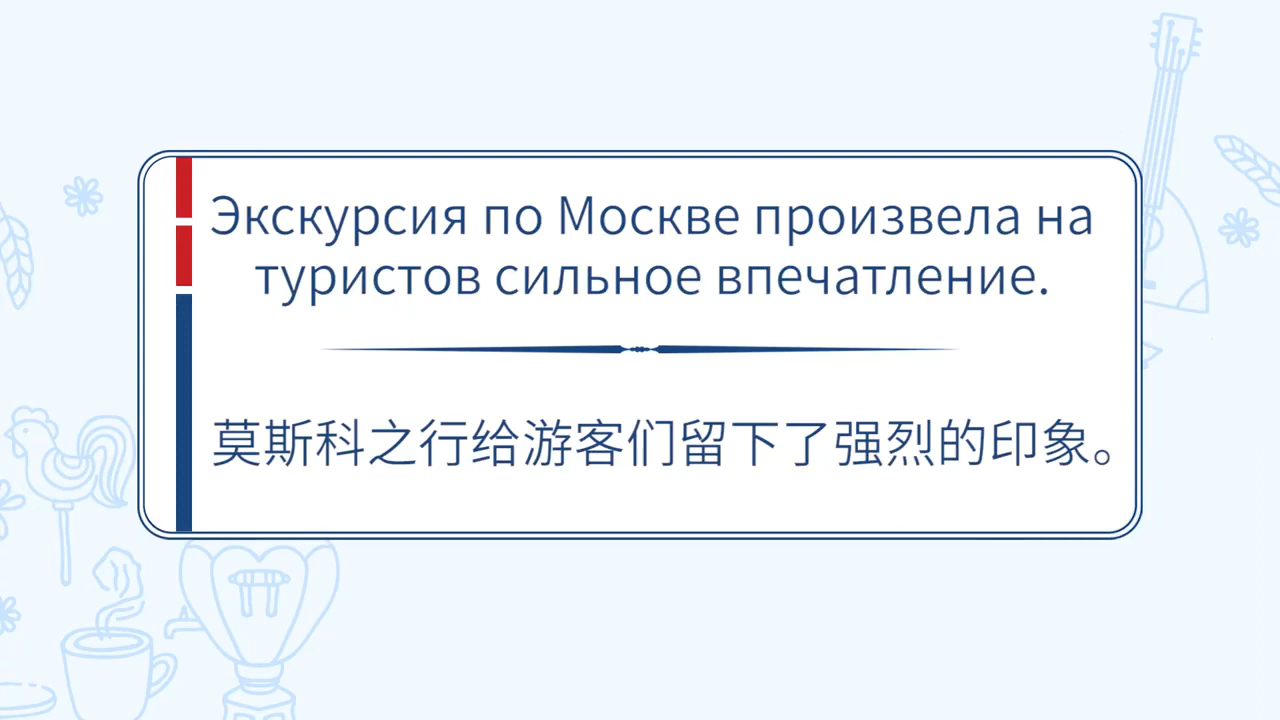 Экскурсия по Москве произвела на
туристов сильное впечатление.
莫斯科之行给游客们留下了强烈的印象。